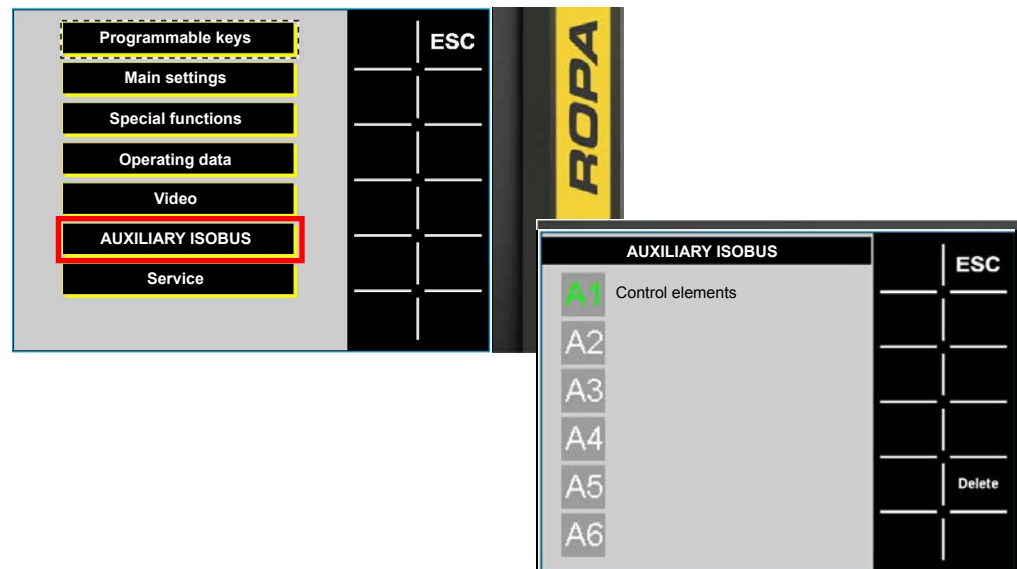 Programmable keys
ESC
Main settings
Special functions
Operating data
Video
AUXILIARY ISOBUS
Service
ROPA
AUXILIARY ISOBUS
ESC
A1 Control elements
A2
A3
A4
A5
Delete
A6